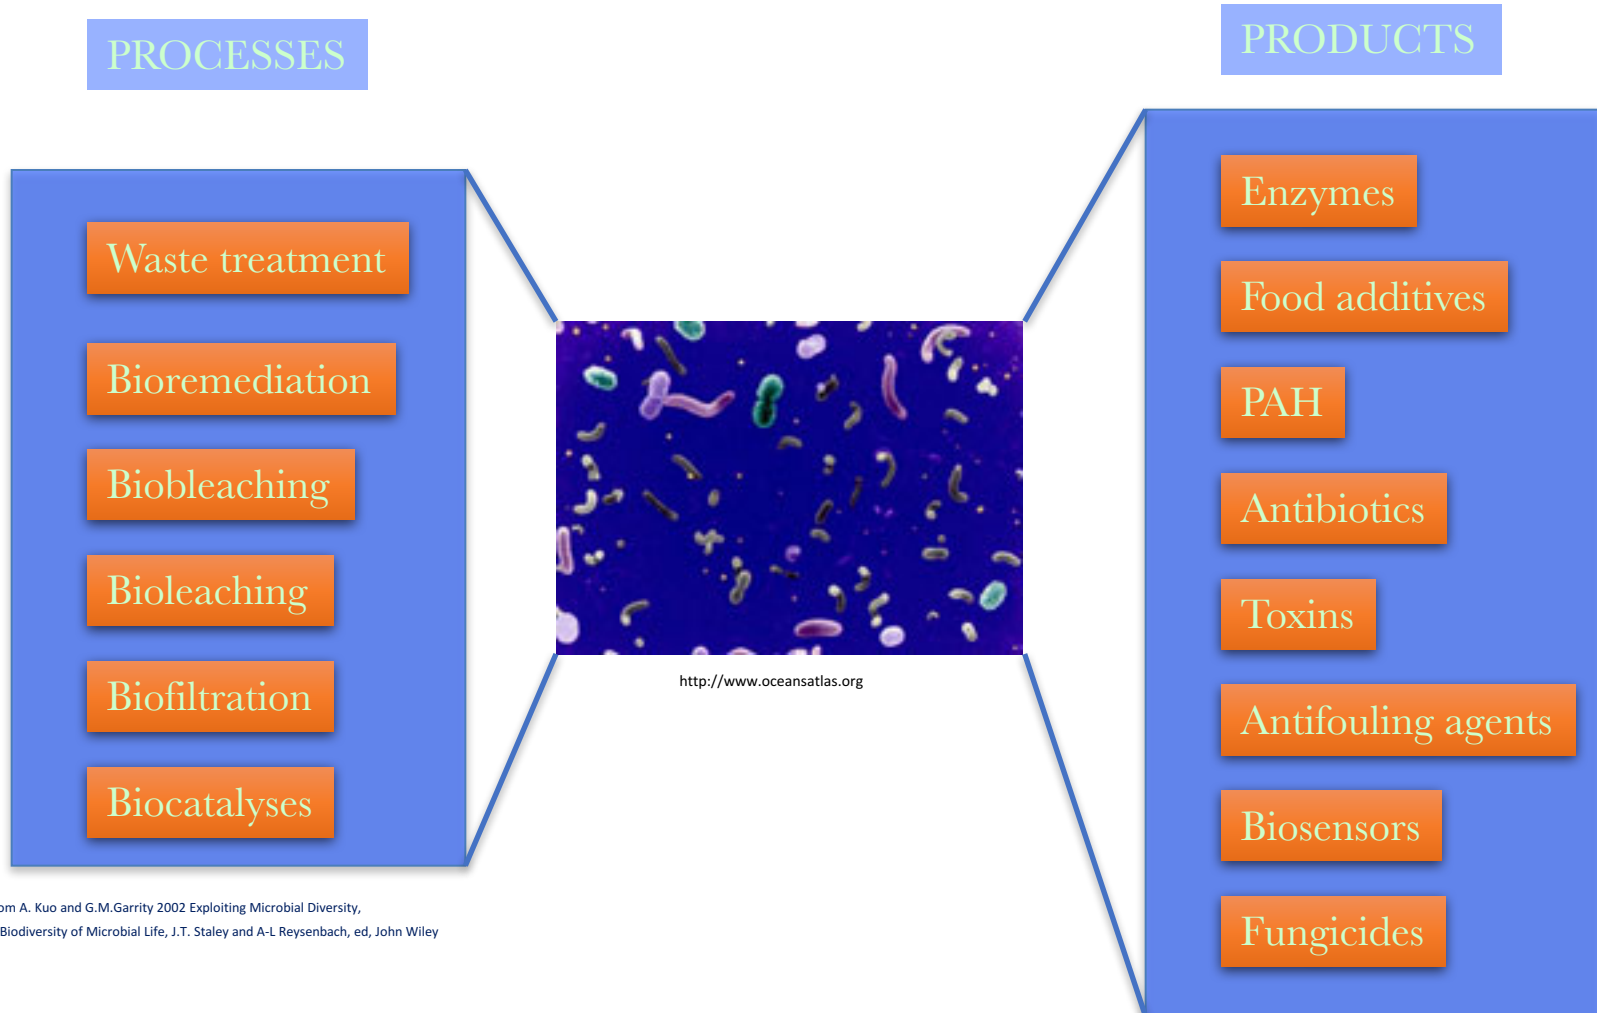 PROCESSES
Waste treatment
Bioremediation
Biobleaching
Bioleaching
Biofiltration
Biocatalyses
om A. Kuo and G.M.Garrity 2002 Exploiting Microbial Diversity,
Biodiversity of Microbial Life, J.T. Staley and A-L Reysenbach, ed, John Wiley
http://www.oceansatlas.org
PRODUCTS
Enzymes
Food additives
PAH
Antibiotics
Toxins
Antifouling agents
Biosensors
Fungicides